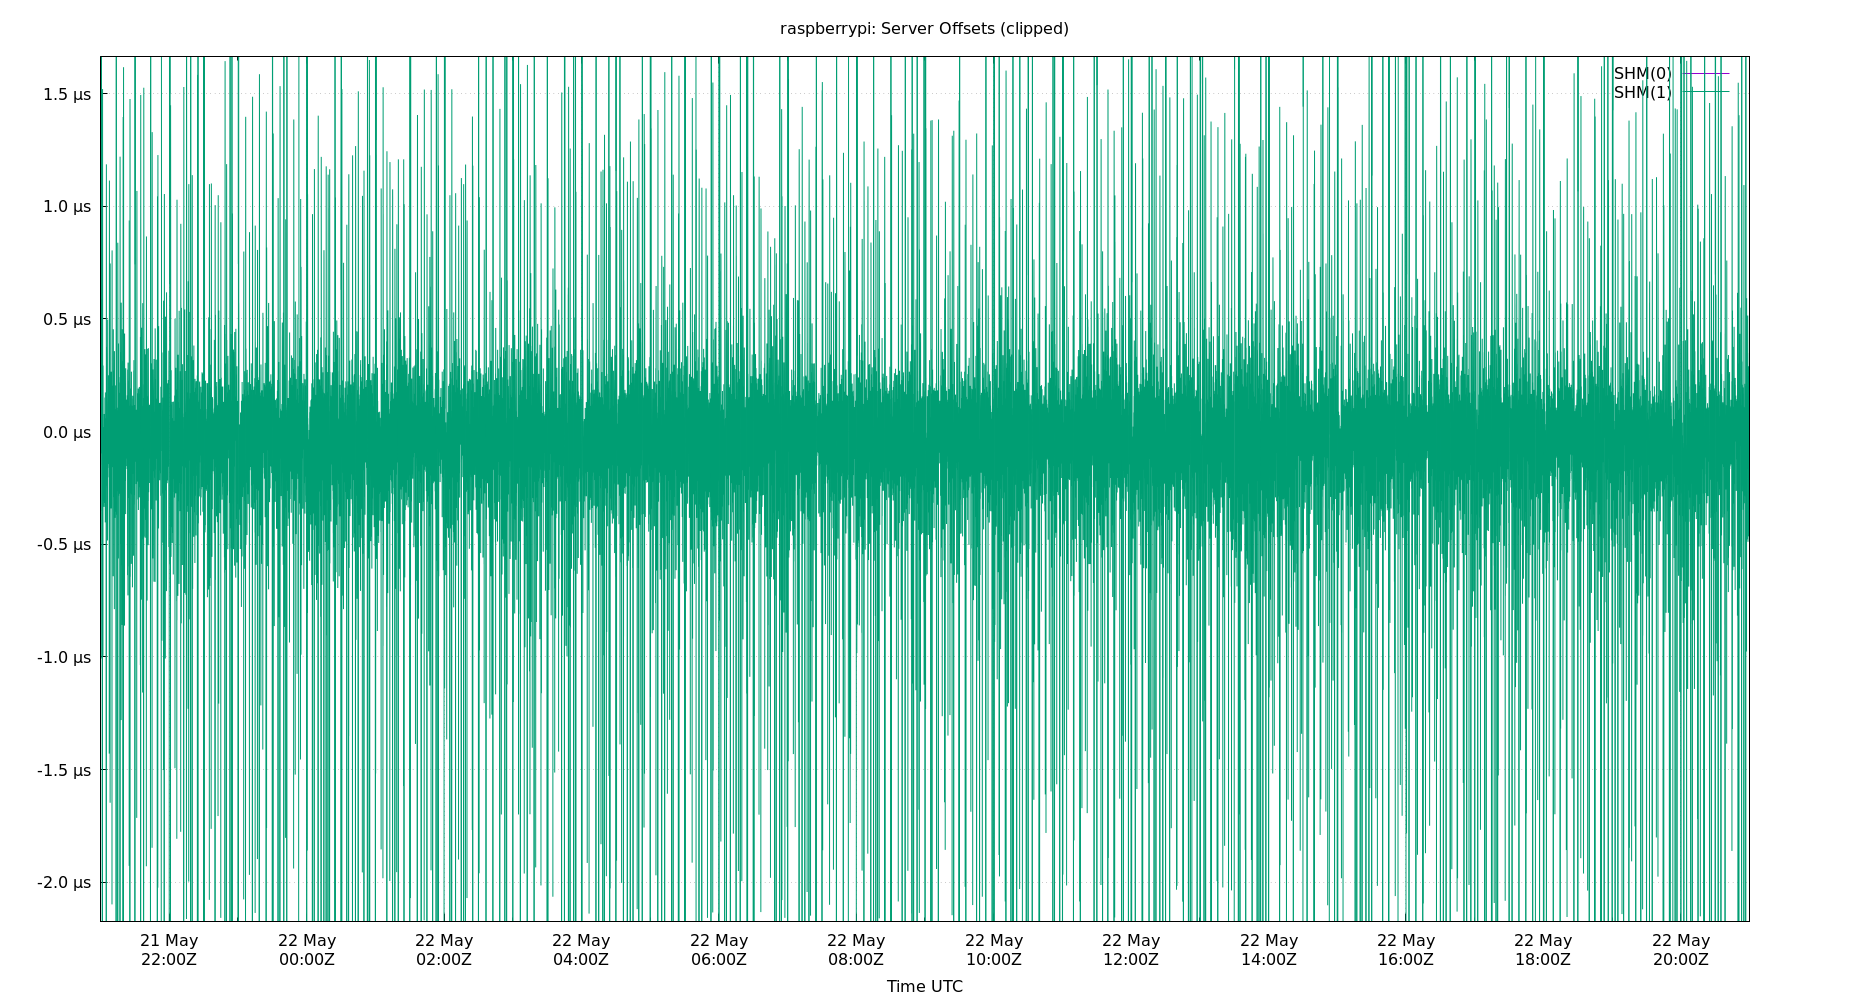 raspberrypi: Server Offsets (clipped)
SHM(0)
SHM(1)
1.5 µs
1.0 µs
0.5 µs
0.0 µs
-0.5 µs
-1.0 µs
-1.5 µs
-2.0 µs
21 May 22 May 22 May 22 May 22 May 22 May 22 May 22 May 22 May 22 May 22 May 22 May
22:00Z 00:00Z 02:00Z 04:00Z 06:00Z 08:00Z 10:00Z 12:00Z 14:00Z 16:00Z 18:00Z 20:00Z
Time UTC